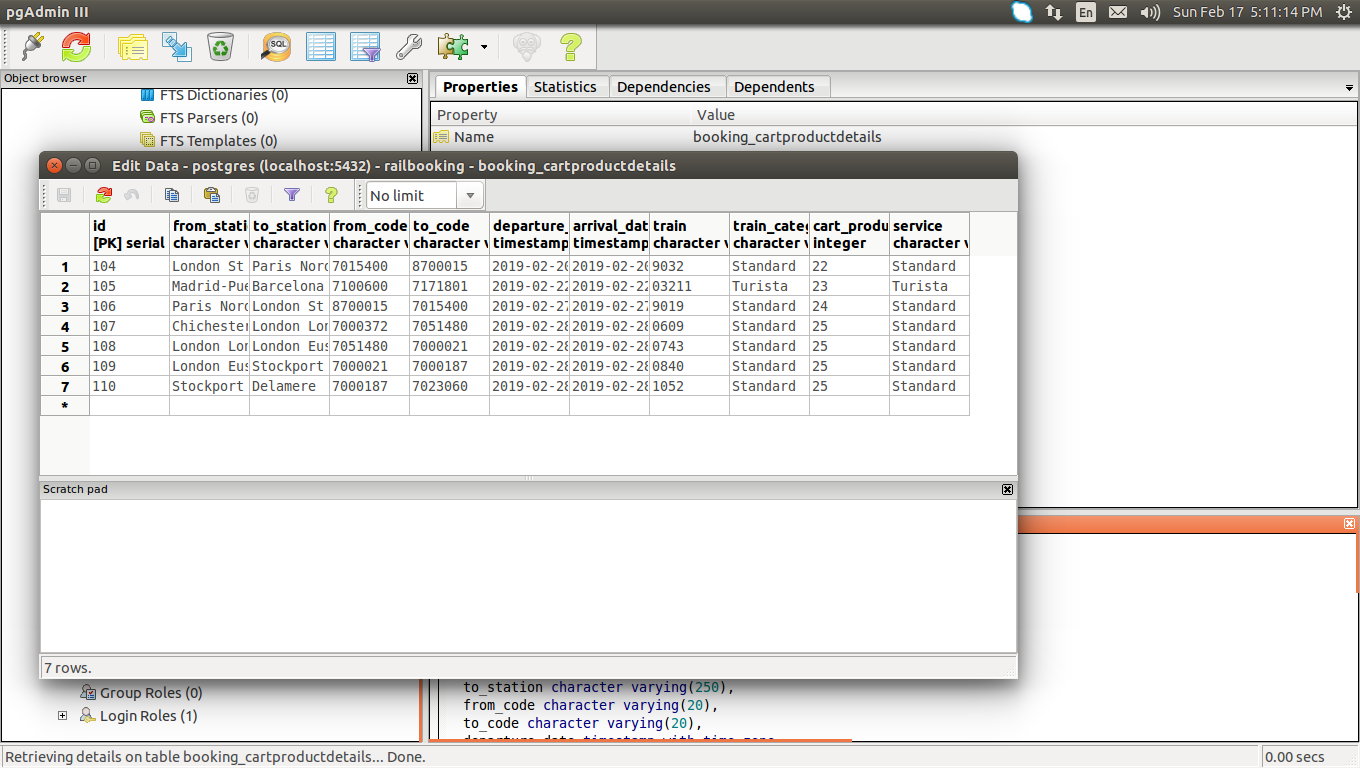 pgAdmin III
En
Sun Feb 17 5:11:14 PM
SQL
Object browser
FTS Dictionaries (0)
FTS Parsers (0)
FTS Templates (0)
Properties Statistics Dependencies Dependents
Property Value
Name booking_cartproductdetails
Edit Data - postgres (localhost:5432) - railbooking - booking_cartproductdetails
No limit
id from_stati to_station from_code to_code departure_ arrival_dat train train_categ cart_produ service
[PK] serial character v character v character v character v timestamp timestamp character v character v integer character v
1 104 London St Paris Nord 7015400 8700015 2019-02-20 2019-02-20 9032 Standard 22 Standard
2 105 Madrid-Pue Barcelona 7100600 7171801 2019-02-22 2019-02-22 03211 Turista 23 Turista
3 106 Paris Nord London St 8700015 7015400 2019-02-27 2019-02-27 9019 Standard 24 Standard
4 107 Chichester London Lon 7000372 7051480 2019-02-28 2019-02-28 0609 Standard 25 Standard
5 108 London Lon London Eus 7051480 7000021 2019-02-28 2019-02-28 0743 Standard 25 Standard
6 109 London Eus Stockport 7000021 7000187 2019-02-28 2019-02-28 0840 Standard 25 Standard
7 110 Stockport Delamere 7000187 7023060 2019-02-28 2019-02-28 1052 Standard 25 Standard
*
Scratch pad
7 rows.
Group Roles (0)
Login Roles (1)
to_station character varying(250),
from_code character varying(20),
to_code character varying(20),
departure_date timestamp with time zone
Retrieving details on table booking_cartproductdetails... Done.
0.00 secs